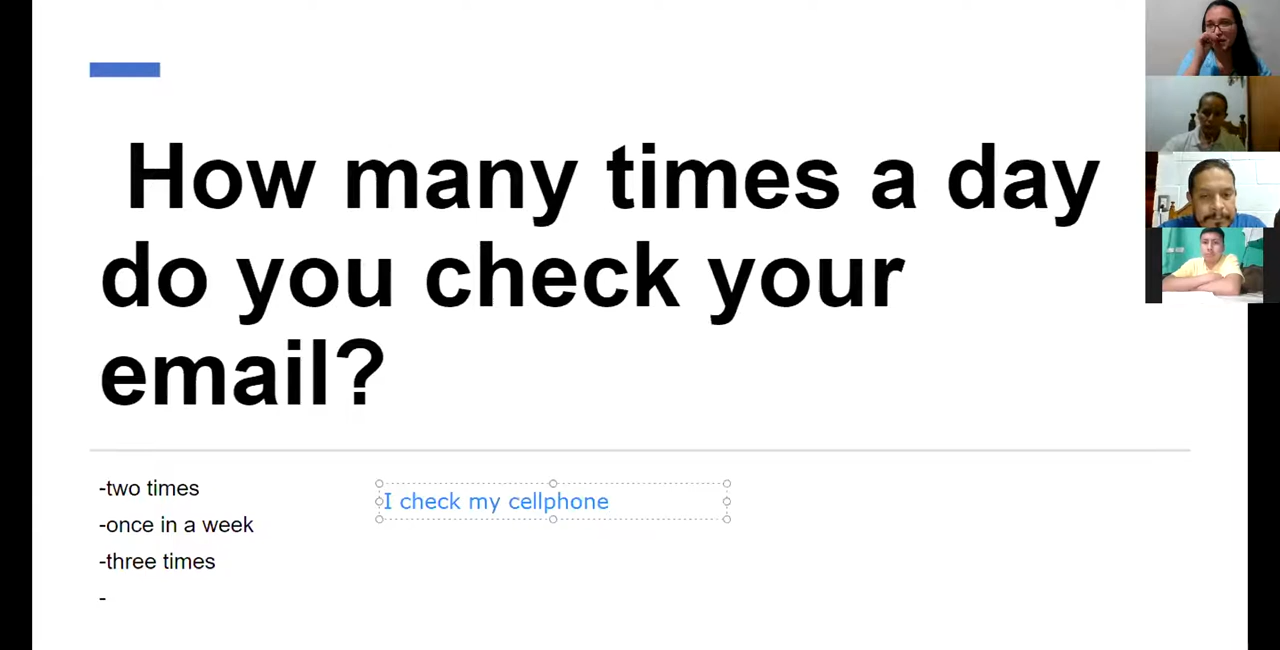 How many times a day
do you check your
email?
-two times
-once in a week
-three times
-
I check my cellphone